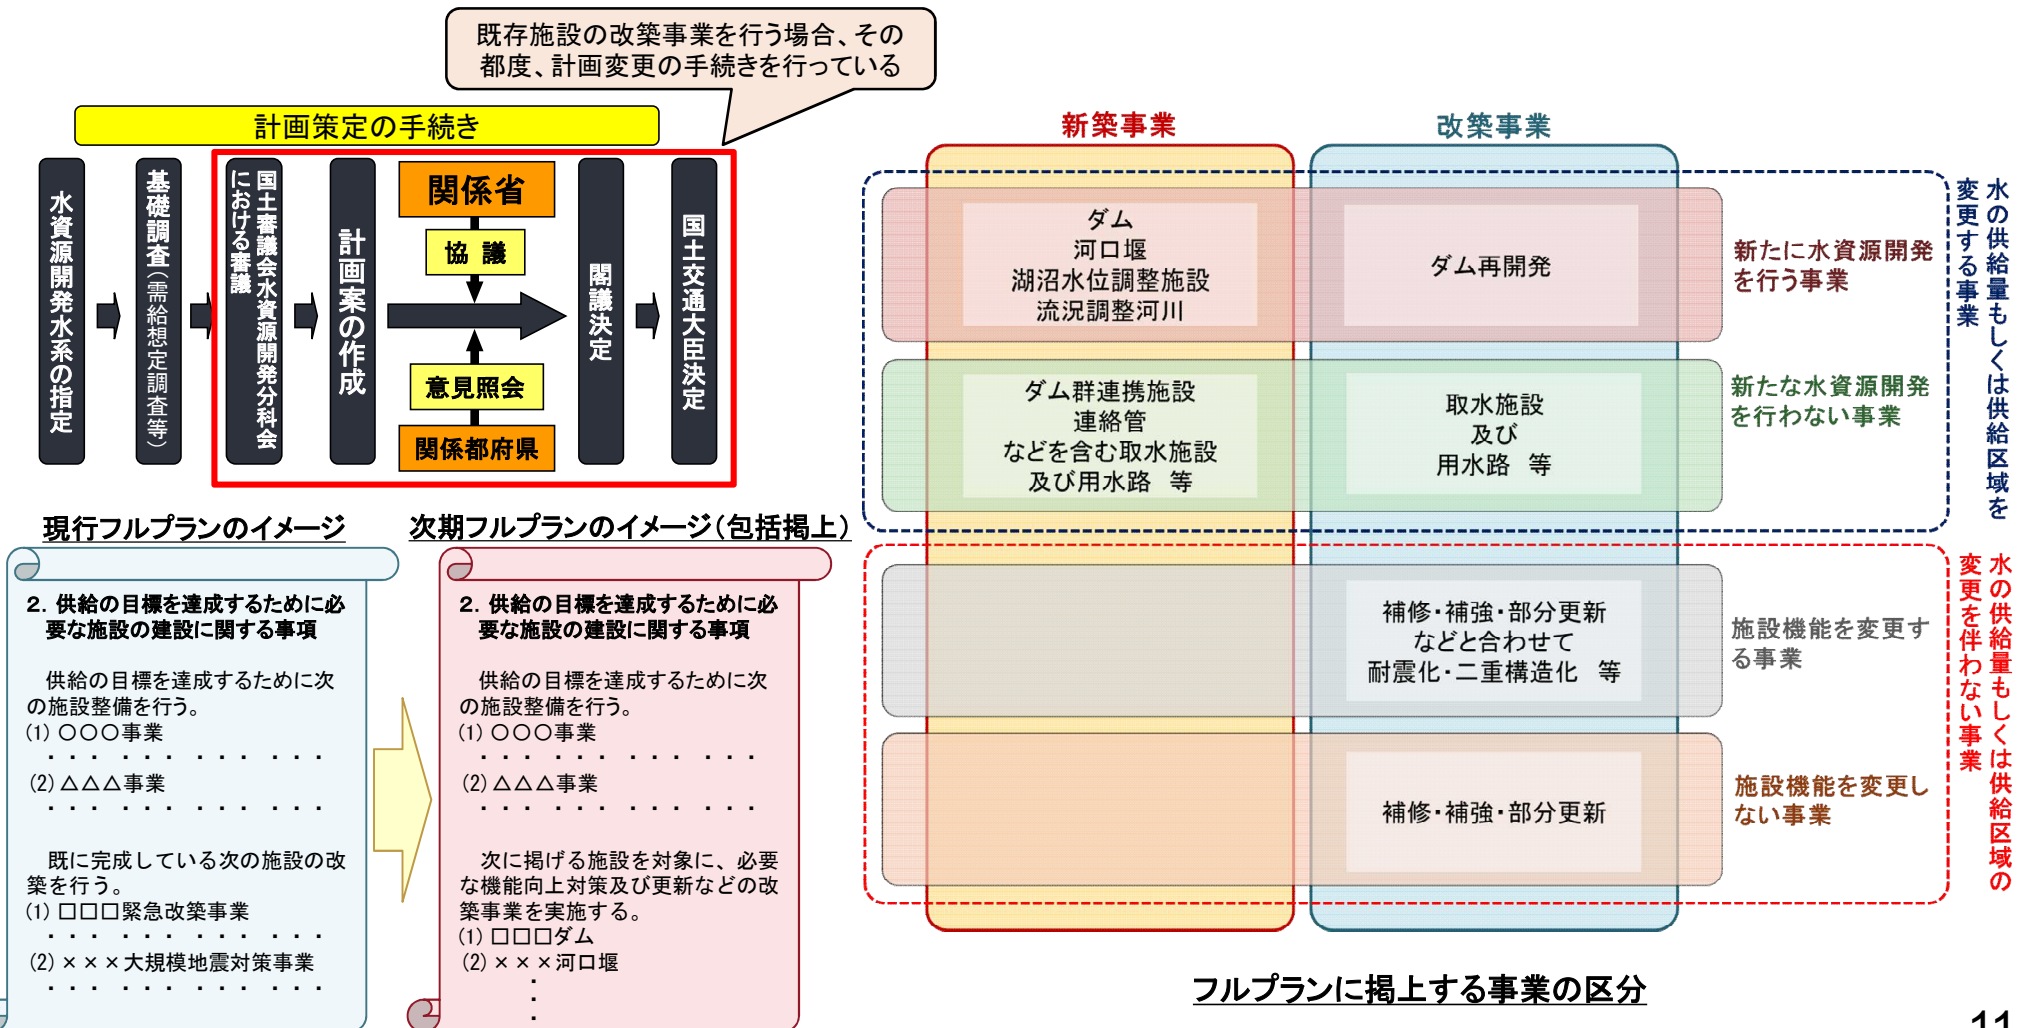 既存施設の改築事業を行う場合、その
都度、計画変更の手続きを行っている
計画策定の手続き
水資源開発水系の指定
基礎調査(需給想定調査等)
国土審議会水資源開発分科会
における審議
計画案の作成
関係省
協 議
意見照会
関係都府県
閣議決定
国土交通大臣決定
現行フルプランのイメージ
2. 供給の目標を達成するために必
要な施設の建設に関する事項
供給の目標を達成するために次
の施設整備を行う。
(1) 〇〇〇事業
・・・ ・・・ ・・・ ・・・
(2) △△△事業
・・・ ・・・ ・・・ ・・・
既に完成している次の施設の改
築を行う。
(1) □□□緊急改築事業
・・・ ・・・ ・・・ ・・・
(2) ×××大規模地震対策事業
・・・ ・・・ ・・・ ・・・
次期フルプランのイメージ(包括掲上)
2. 供給の目標を達成するために必
要な施設の建設に関する事項
供給の目標を達成するために次
の施設整備を行う。
(1) 〇〇〇事業
・・・ ・・・ ・・・ ・・・
(2) △△△事業
・・・ ・・・ ・・・ ・・・
次に掲げる施設を対象に、必要
な機能向上対策及び更新などの改
築事業を実施する。
(1) □□□ダム
(2) ×××河口堰
・
・
・
新築事業
改築事業
ダム
河口堰
湖沼水位調整施設
流況調整河川
ダム再開発
新たに水資源開発
を行う事業
ダム群連携施設
連絡管
などを含む取水施設
及び用水路 等
取水施設
及び
用水路 等
新たな水資源開発
を行わない事業
水の供給量もしくは供給区域を
変更する事業
補修・補強・部分更新
などと合わせて
耐震化・二重構造化 等
施設機能を変更す
る事業
補修・補強・部分更新
施設機能を変更し
ない事業
水の供給量もしくは供給区域の
変更を伴わない事業
フルプランに掲上する事業の区分
11